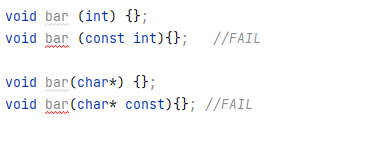 void bar (int) {};
void bar (const int){};   //FAIL
void bar(char*) {};
void bar(char* const){}; //FAIL